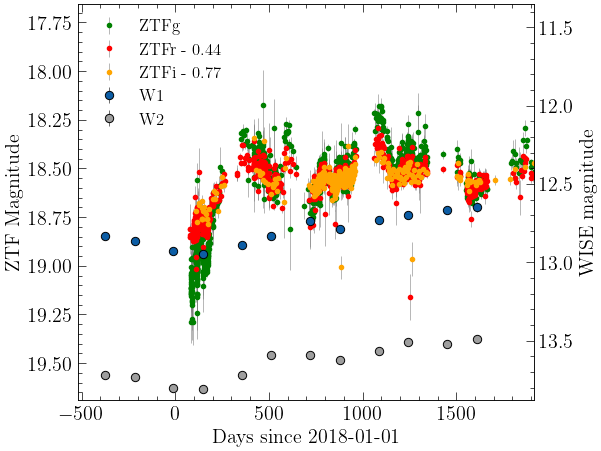 17.75
18.00
18.25
18.50
18.75
19.00
19.25
19.50
ZTF Magnitude
ZTFg
ZTFr - 0.44
ZTFi - 0.77
W1
W2
11.5
12.0
12.5
13.0
13.5
WISE magnitude
−500
0
500
1000
1500
Days since 2018-01-01